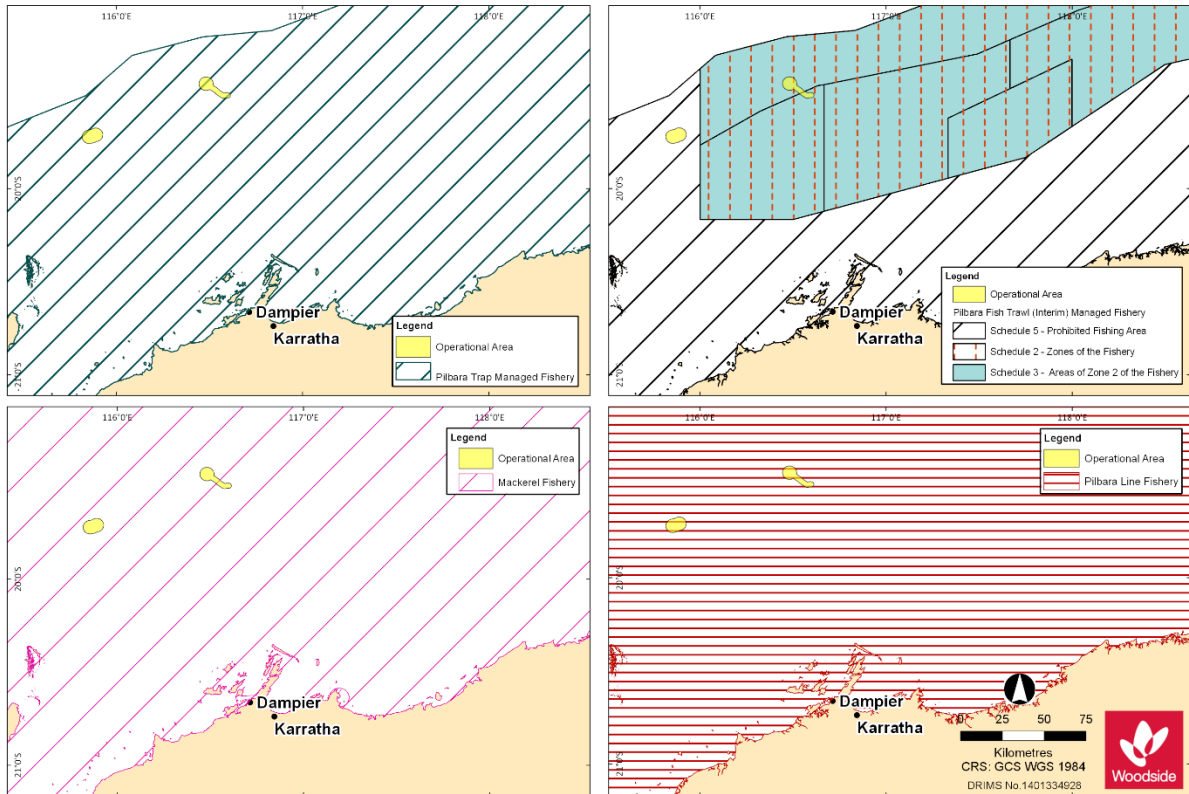 116°0'E
117°0'E
118°0'E
20°0'S
21°0'S
Dampier
Karratha
Legend
Operational Area
Pilbara Trap Managed Fishery
116°0'E
117°0'E
118°0'E
20°0'S
21°0'S
Dampier
Karratha
Legend
Operational Area
Pilbara Fish Trawl (Interim) Managed Fishery
Schedule 5 - Prohibited Fishing Area
Schedule 2 - Zones of the Fishery
Schedule 3 - Areas of Zone 2 of the Fishery
116°0'E
117°0'E
118°0'E
20°0'S
21°0'S
Dampier
Karratha
Legend
Operational Area
Mackerel Fishery
116°0'E
117°0'E
118°0'E
20°0'S
21°0'S
Dampier
Karratha
Legend
Operational Area
Pilbara Line Fishery
0 25 50 75
Kilometres
CRS: GCS WGS 1984
DRIMS No.1401334928
Woodside